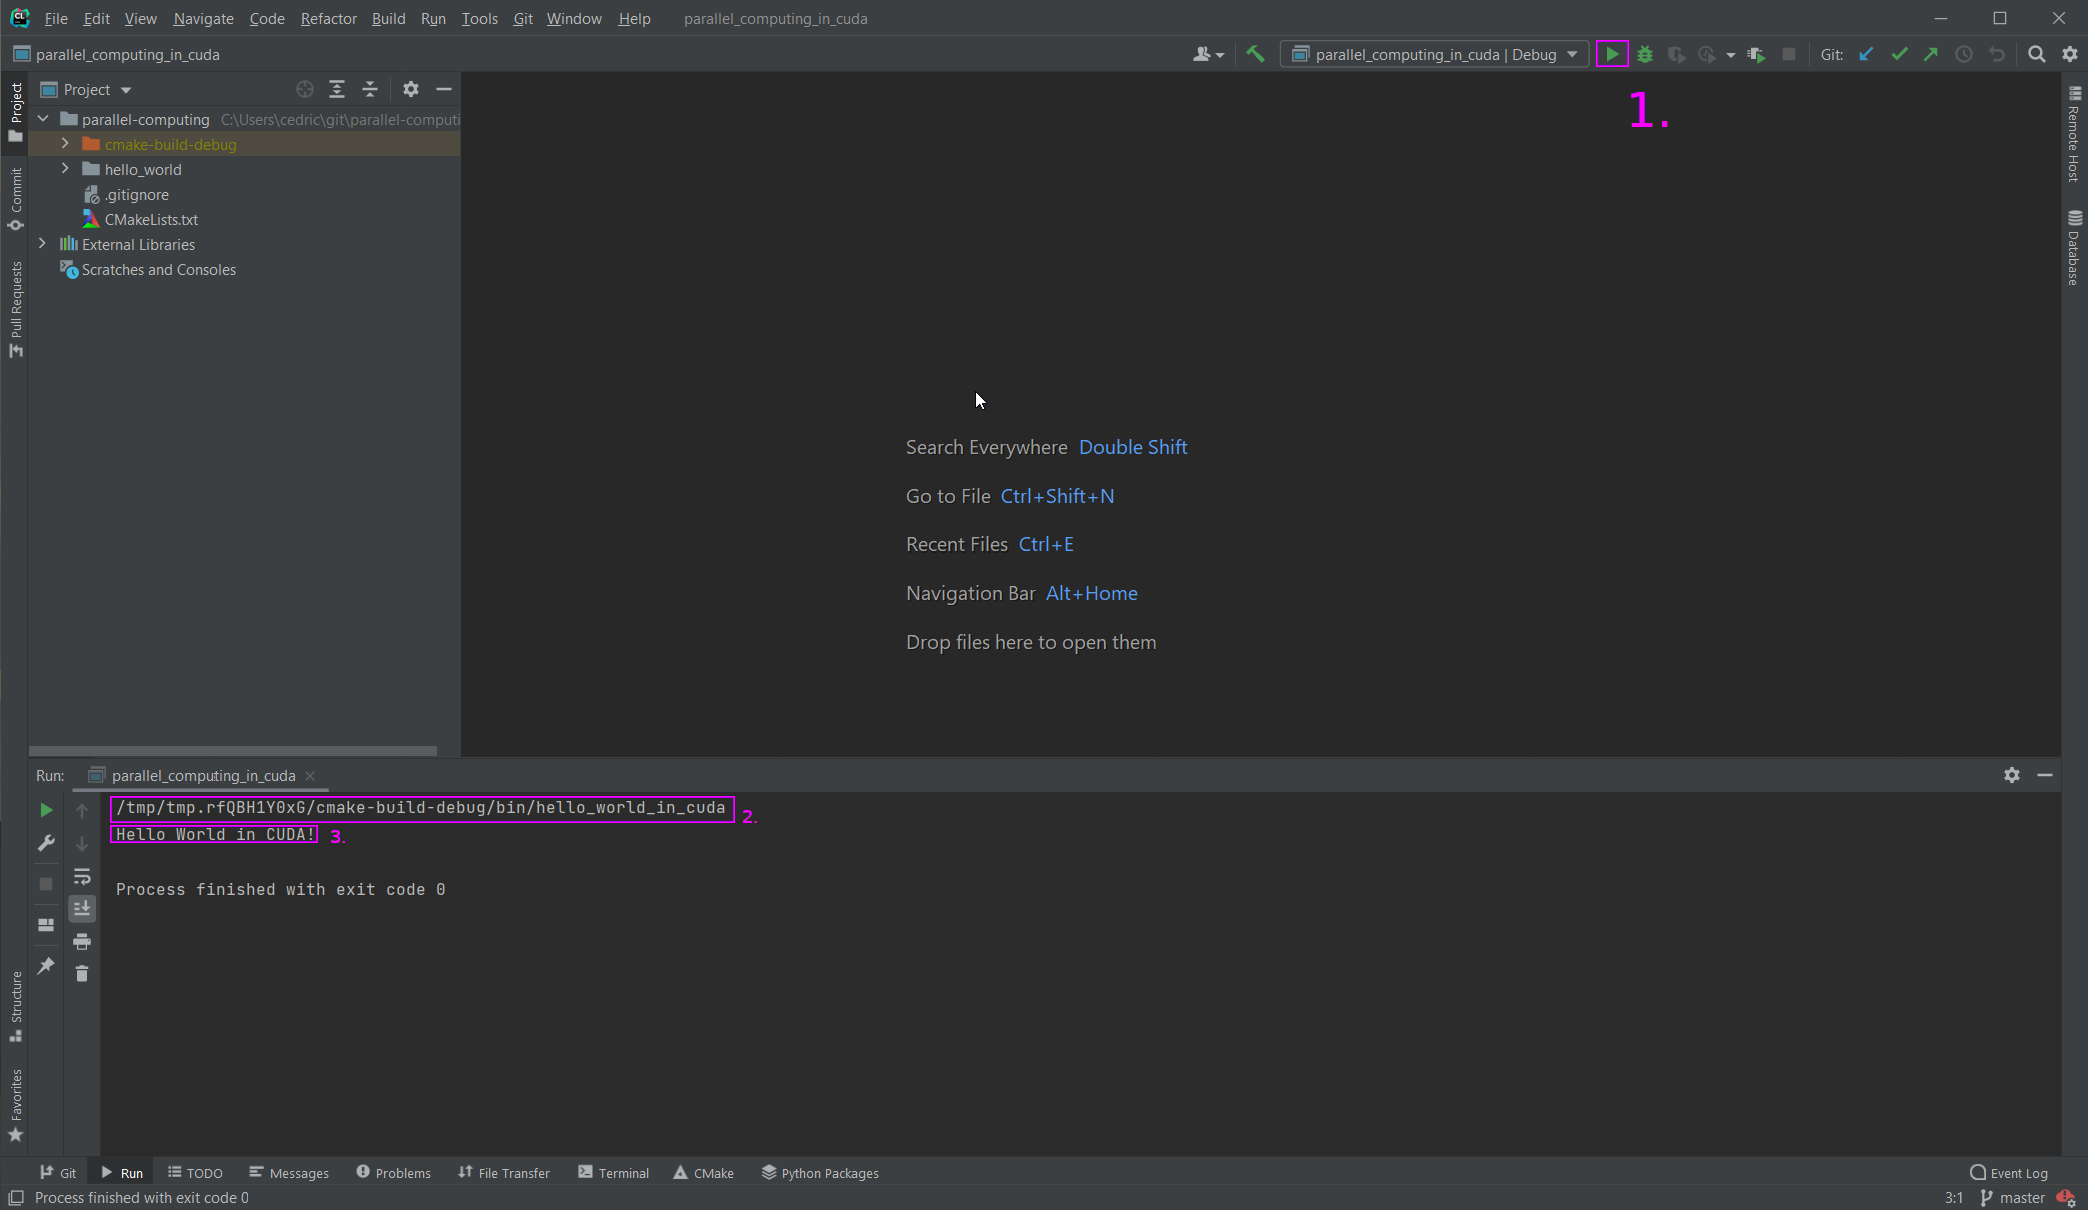 CL File Edit View Navigate Code Refactor Build Run Tools Git Window Help parallel_computing_in_cuda
parallel_computing_in_cuda
parallel_computing_in_cuda | Debug
Git:
1.
Project
Project
Commit
Pull Requests
Structure
Favorites
parallel-computing C:\Users\cedric\git\parallel-computi
cmake-build-debug
hello_world
.gitignore
CMakeLists.txt
External Libraries
Scratches and Consoles
Search Everywhere Double Shift
Go to File Ctrl+Shift+N
Recent Files Ctrl+E
Navigation Bar Alt+Home
Drop files here to open them
Remote Host
Database
Run: parallel_computing_in_cuda
/tmp/tmp.rfQBH1Y0xG/cmake-build-debug/bin/hello_world_in_cuda 2.
Hello World in CUDA! 3.
Process finished with exit code 0
Git Run TODO Messages Problems File Transfer Terminal CMake Python Packages Event Log
Process finished with exit code 0 3:1 master